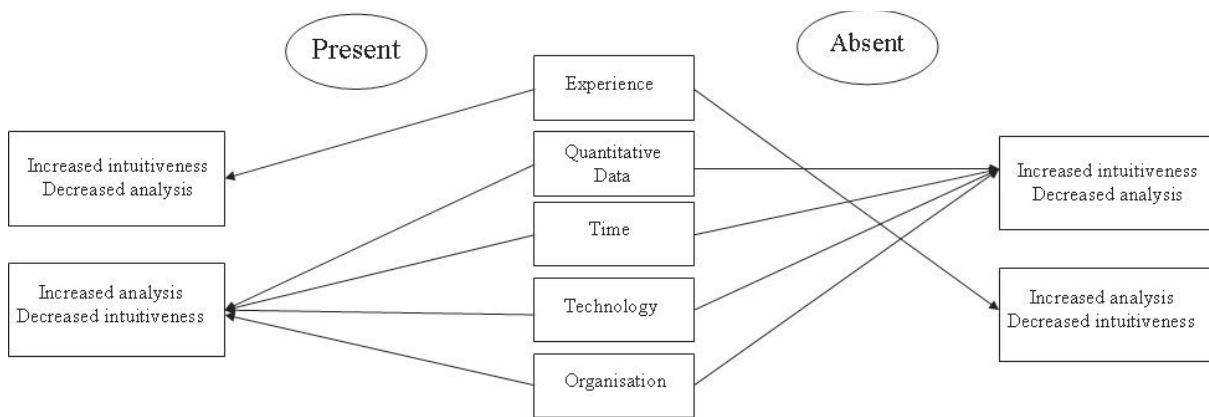 Present
Absent
Experience
Quantitative
Data
Time
Technology
Organisation
Increased intuitiveness
Decreased analysis
Increased analysis
Decreased intuitiveness
Increased intuitiveness
Decreased analysis
Increased analysis
Decreased intuitiveness